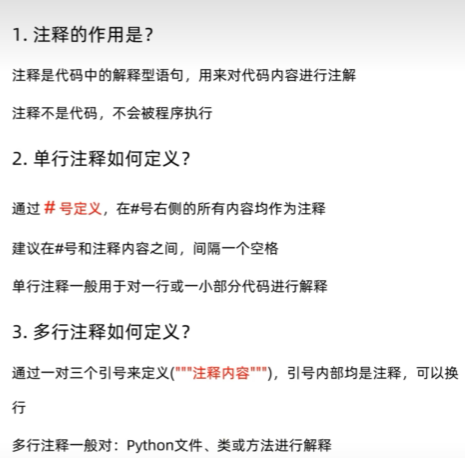 1. 注释的作用是？
注释是代码中的解释型语句，用来对代码内容进行注解
注释不是代码，不会被程序执行
2. 单行注释如何定义？
通过 # 号定义，在#号右侧的所有内容均作为注释
建议在#号和注释内容之间，间隔一个空格
单行注释一般用于对一行或一小部分代码进行解释
3. 多行注释如何定义？
通过一对三个引号来定义("""注释内容""")，引号内部均是注释，可以换
行
多行注释一般对：Python文件、类或方法进行解释